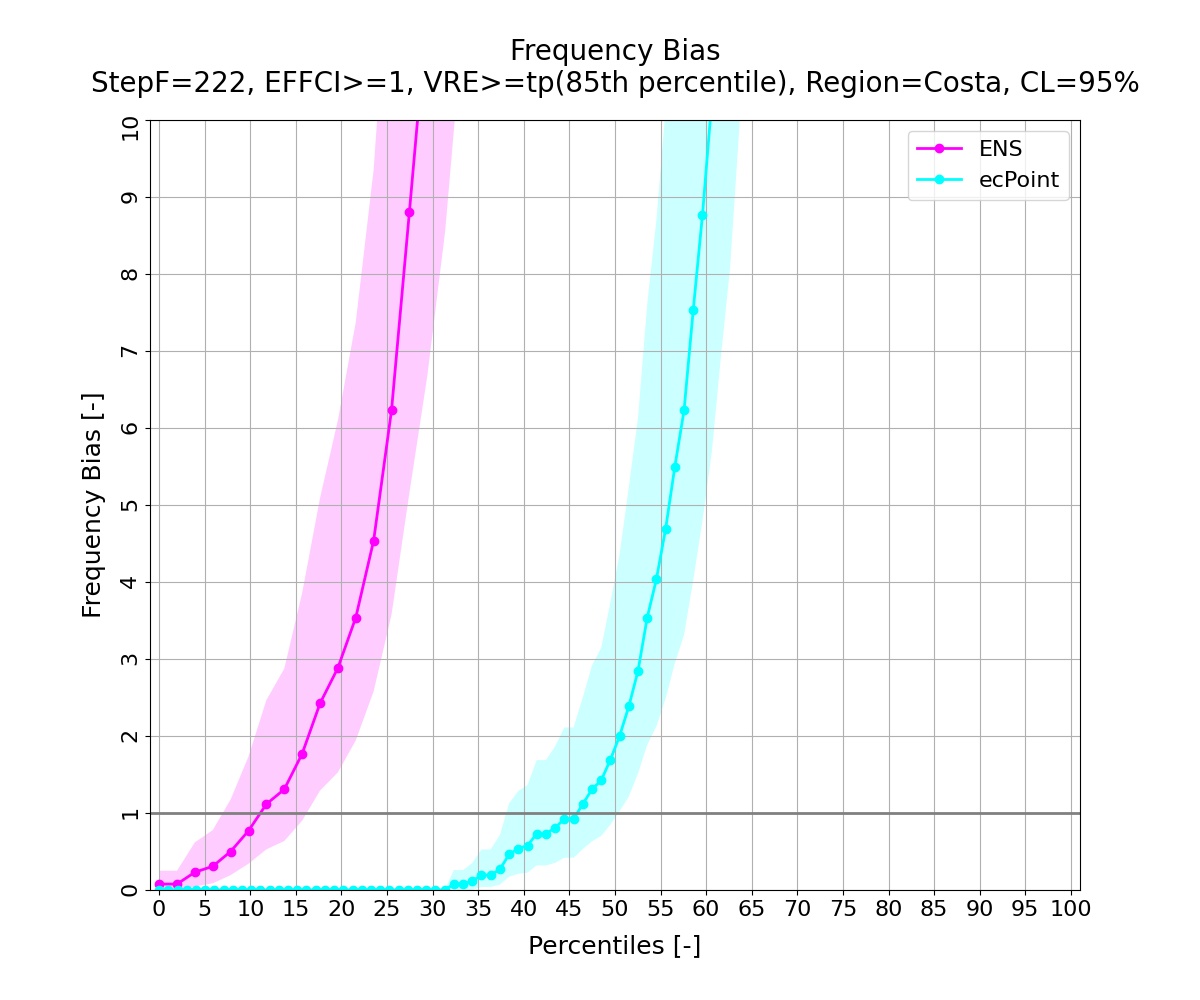 Frequency Bias
StepF=222, EFFCI>=1, VRE>=tp(85th percentile), Region=Costa, CL=95%
ENS
ecPoint
Frequency Bias [-]
10
9
8
7
6
5
4
3
2
1
0
0 5 10 15 20 25 30 35 40 45 50 55 60 65 70 75 80 85 90 95 100
Percentiles [-]